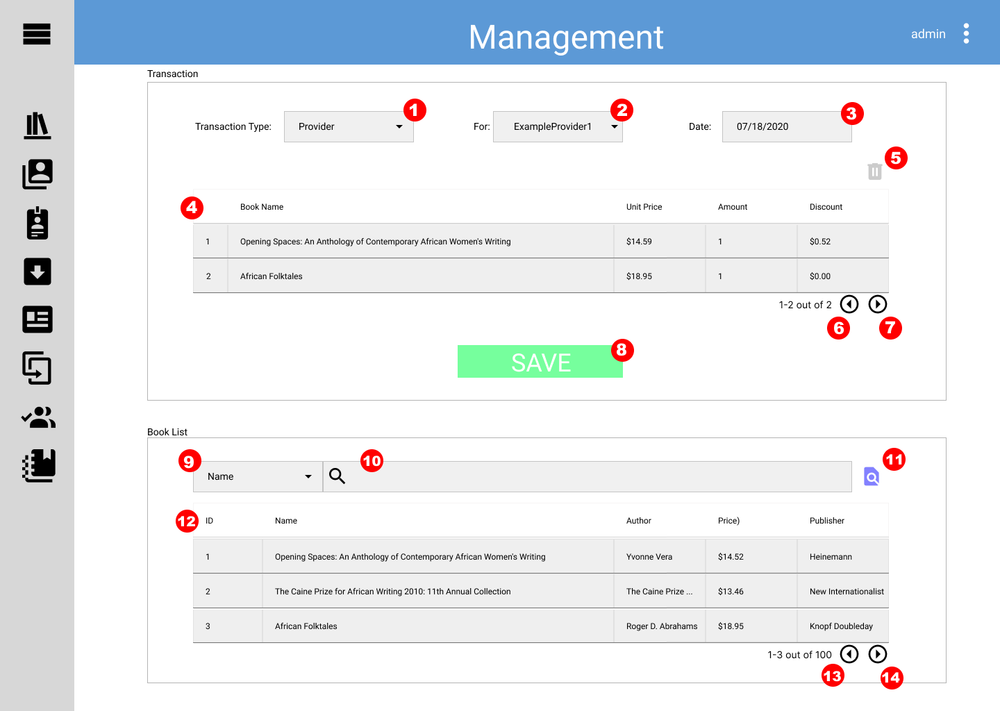 Management
admin
Transaction
Transaction Type: Provider 1 For: ExampleProvider1 2 Date: 07/18/2020 3
5
4 Book Name Unit Price Amount Discount
1 Opening Spaces: An Anthology of Contemporary African Women's Writing $14.59 1 $0.52
2 African Folktales $18.95 1 $0.00
1-2 out of 2
6 7
SAVE 8
Book List
9 Name 10 11
12 ID Name Author Price) Publisher
1 Opening Spaces: An Anthology of Contemporary African Women's Writing Yvonne Vera $14.52 Heinemann
2 The Caine Prize for African Writing 2010: 11th Annual Collection The Caine Prize ... $13.46 New Internationalist
3 African Folktales Roger D. Abrahams $18.95 Knopf Doubleday
1-3 out of 100
13 14